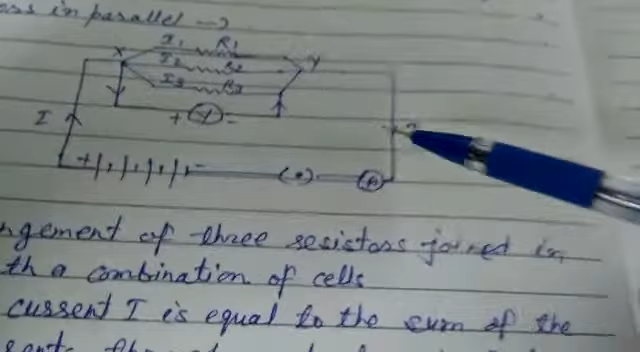 in parallel →
I₁ R₁
X I₂ R₂ Y
I₃ R₃
I + V -
+ - (•) A
ngement of three resistors joined in
th a combination of cells
current I is equal to the sum of the